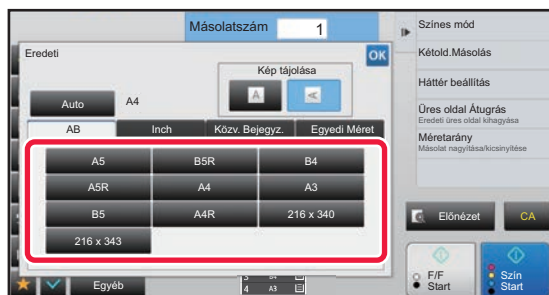 Másolatszám 1
Eredeti
OK
Kép tájolása
A A
Auto A4
AB Inch Közv. Bejegyz. Egyedi Méret
A5 B5R B4
A5R A4 A3
B5 A4R 216 x 340
216 x 343
Egyéb
4 A3
Színes mód
Kétold.Másolás
Háttér beállítás
Üres oldal Átugrás
Eredeti üres oldal kihagyása
Méretarány
Másolat nagyítása/kicsinyítése
Előnézet CA
F/F
Start
Szín
Start